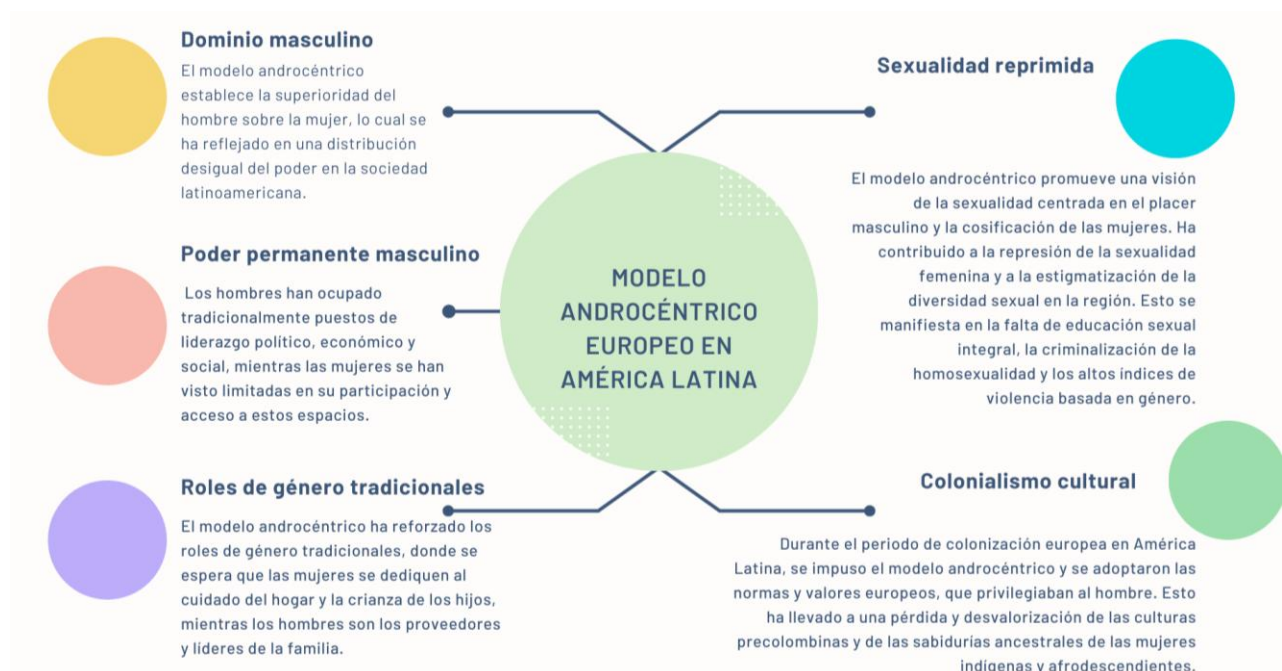 Dominio masculino
El modelo androcéntrico
establece la superioridad del
hombre sobre la mujer, lo cual se
ha reflejado en una distribución
desigual del poder en la sociedad
latinoamericana.
Poder permanente masculino
Los hombres han ocupado
tradicionalmente puestos de
liderazgo político, económico y
social, mientras las mujeres se han
visto limitadas en su participación y
acceso a estos espacios.
Roles de género tradicionales
El modelo androcéntrico ha reforzado los
roles de género tradicionales, donde se
espera que las mujeres se dediquen al
cuidado del hogar y la crianza de los hijos,
mientras los hombres son los proveedores
y líderes de la familia.
MODELO
ANDROCÉNTRICO
EUROPEO EN
AMÉRICA LATINA
Sexualidad reprimida
El modelo androcéntrico promueve una visión
de la sexualidad centrada en el placer
masculino y la cosificación de las mujeres. Ha
contribuido a la represión de la sexualidad
femenina y a la estigmatización de la
diversidad sexual en la región. Esto se
manifiesta en la falta de educación sexual
integral, la criminalización de la
homosexualidad y los altos índices de
violencia basada en género.
Colonialismo cultural
Durante el periodo de colonización europea en América
Latina, se impuso el modelo androcéntrico y se adoptaron las
normas y valores europeos, que privilegiaban al hombre. Esto
ha llevado a una pérdida y desvalorización de las culturas
precolombinas y de las sabidurías ancestrales de las mujeres
indígenas y afrodescendientes.